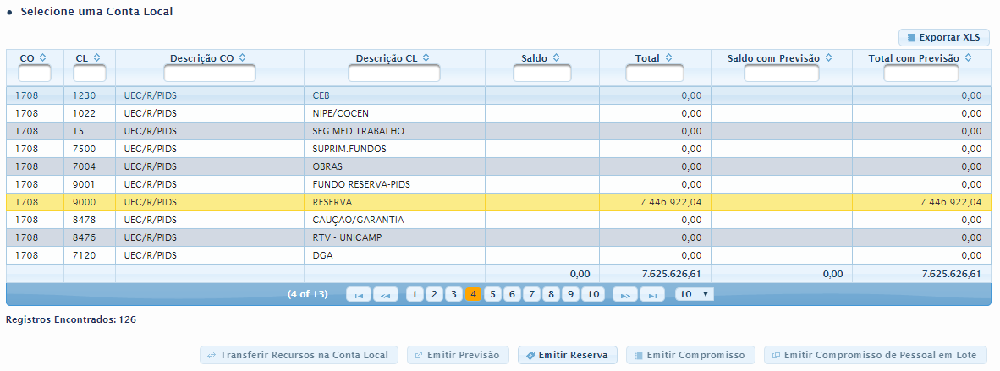 • Selecione uma Conta Local
Exportar XLS
CO CL Descrição CO Descrição CL Saldo Total Saldo com Previsão Total com Previsão
1708 1230 UEC/R/PIDS CEB 0,00 0,00
1708 1022 UEC/R/PIDS NIPE/COCEN 0,00 0,00
1708 15 UEC/R/PIDS SEG.MED.TRABALHO 0,00 0,00
1708 7500 UEC/R/PIDS SUPRIM.FUNDOS 0,00 0,00
1708 7004 UEC/R/PIDS OBRAS 0,00 0,00
1708 9001 UEC/R/PIDS FUNDO RESERVA-PIDS 0,00 0,00
1708 9000 UEC/R/PIDS RESERVA 7.446.922,04 7.446.922,04
1708 8478 UEC/R/PIDS CAUÇAO/GARANTIA 0,00 0,00
1708 8476 UEC/R/PIDS RTV - UNICAMP 0,00 0,00
1708 7120 UEC/R/PIDS DGA 0,00 0,00
0,00 7.625.626,61 0,00 7.625.626,61
(4 of 13) 1 2 3 4 5 6 7 8 9 10 10
Registros Encontrados: 126
Transferir Recursos na Conta Local Emitir Previsão Emitir Reserva Emitir Compromisso Emitir Compromisso de Pessoal em Lote